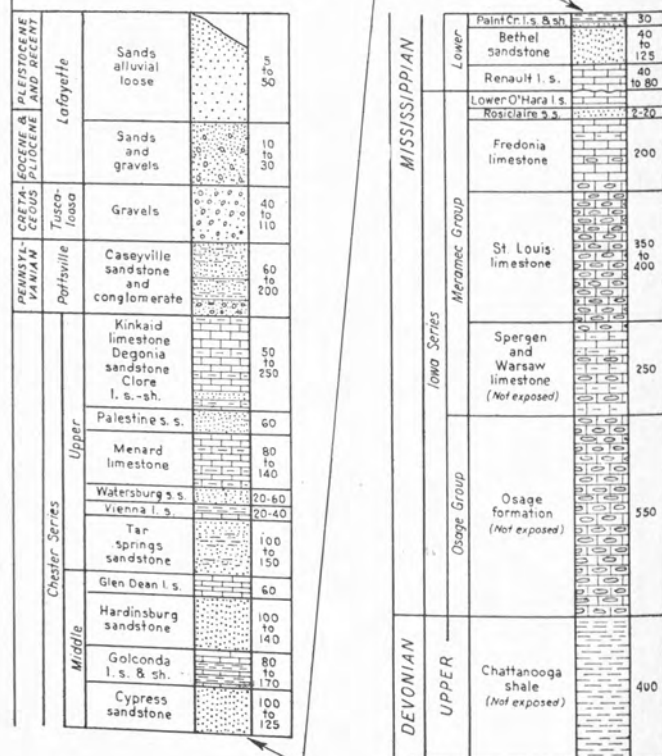 PLEISTOCENE
AND RECENT
Lafayette
Sands
alluvial
loose
5
to
50
EOCENE &
PLIOCENE
Sands
and
gravels
10
to
30
CRETA-
CEOUS
Tusca-
loosa
Gravels
40
to
110
PENNSYL-
VANIAN
Pottsville
Caseyville
sandstone
and
conglomerate
60
to
200
Chester Series
Upper
Kinkaid
limestone
Degonia
sandstone
Clore
l. s.-sh.
50
to
250
Palestine s. s.
60
Menard
limestone
80
to
140
Watersburg s.s.
20-60
Vienna l. s.
20-40
Tar
springs
sandstone
100
to
150
Middle
Glen Dean l. s.
60
Hardinsburg
sandstone
100
to
140
Golconda
l. s. & sh.
80
to
170
Cypress
sandstone
100
to
125
MISSISSIPPIAN
Lower
Paint Cr. l. s. & sh.
30
Bethel
sandstone
40
to
125
Renault l. s.
40
to 80
Iowa Series
Meramec Group
Lower O'Hara l s.
Rosiclaire s s.
2-20
Fredonia
limestone
200
St. Louis
limestone
350
to
400
Spergen
and
Warsaw
limestone
(Not exposed)
250
Osage Group
Osage
formation
(Not exposed)
550
DEVONIAN
UPPER
Chattanooga
shale
(Not exposed)
400